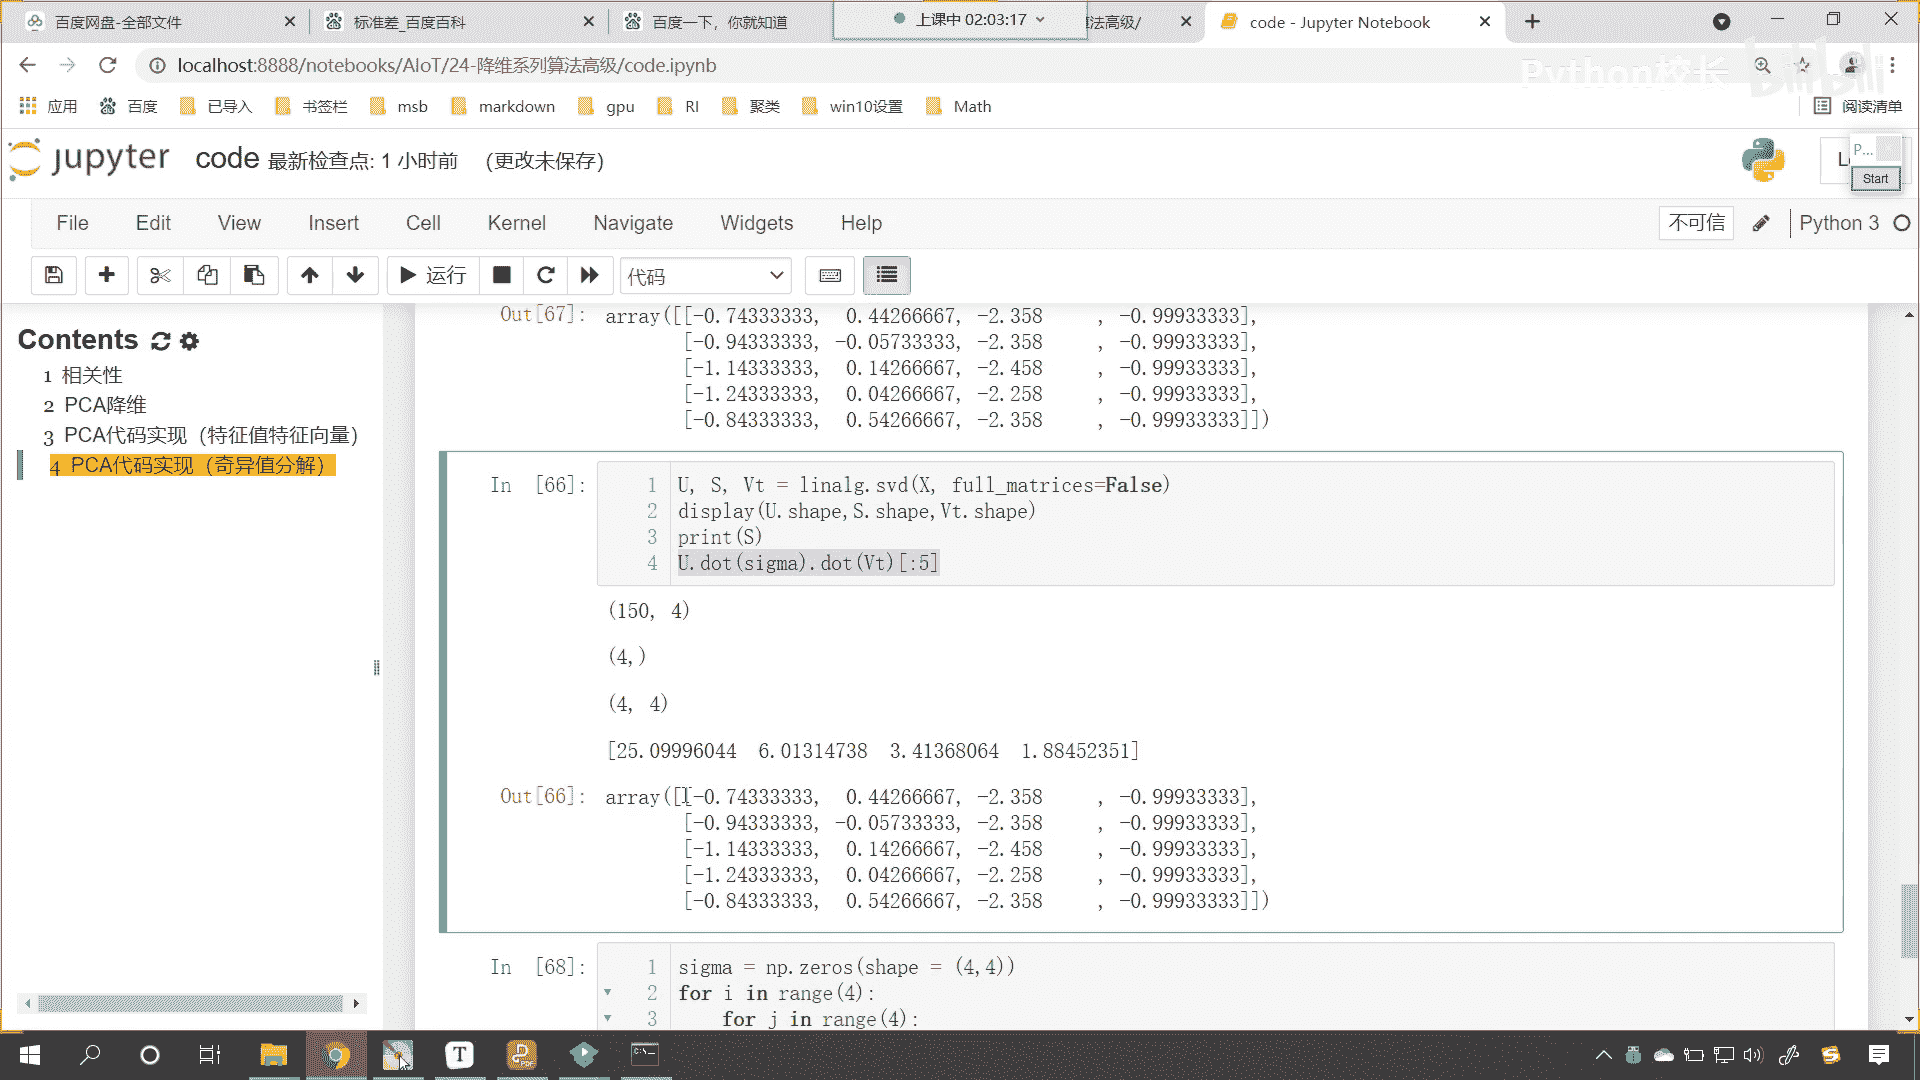 百度网盘-全部文件
标准差_百度百科
百度一下，你就知道
上课中 02:03:17
法高级/
code - Jupyter Notebook
localhost:8888/notebooks/AIoT/24-降维系列算法高级/code.ipynb
Python校长
bilibili
应用
百度
已导入
书签栏
msb
markdown
gpu
RI
聚类
win10设置
Math
阅读清单
jupyter
code 最新检查点: 1 小时前 (更改未保存)
P...
Start
File
Edit
View
Insert
Cell
Kernel
Navigate
Widgets
Help
不可信
Python 3
运行
代码
Contents
1 相关性
2 PCA降维
3 PCA代码实现（特征值特征向量）
4 PCA代码实现（奇异值分解）
Out[67]: array([[-0.74333333, 0.44266667, -2.358 , -0.99933333],
[-0.94333333, -0.05733333, -2.358 , -0.99933333],
[-1.14333333, 0.14266667, -2.458 , -0.99933333],
[-1.24333333, 0.04266667, -2.258 , -0.99933333],
[-0.84333333, 0.54266667, -2.358 , -0.99933333]])
In [66]: 1 U, S, Vt = linalg.svd(X, full_matrices=False)
2 display(U.shape,S.shape,Vt.shape)
3 print(S)
4 U.dot(sigma).dot(Vt)[:5]
(150, 4)
(4,)
(4, 4)
[25.09996044 6.01314738 3.41368064 1.88452351]
Out[66]: array([[-0.74333333, 0.44266667, -2.358 , -0.99933333],
[-0.94333333, -0.05733333, -2.358 , -0.99933333],
[-1.14333333, 0.14266667, -2.458 , -0.99933333],
[-1.24333333, 0.04266667, -2.258 , -0.99933333],
[-0.84333333, 0.54266667, -2.358 , -0.99933333]])
In [68]: 1 sigma = np.zeros(shape = (4,4))
2 for i in range(4):
3 for j in range(4):